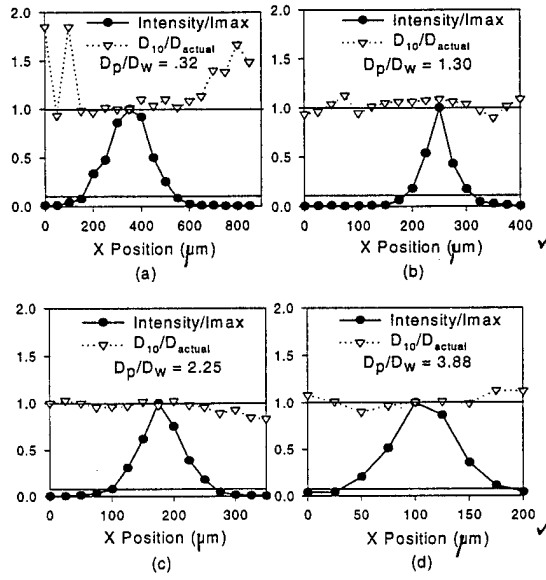 Intensity/Imax
D10/Dactual
Dp/Dw = .32
2.0
1.5
1.0
0.5
0.0
0 200 400 600 800
X Position (μm)
(a)
Intensity/Imax
D10/Dactual
Dp/Dw = 1.30
2.0
1.5
1.0
0.5
0.0
0 100 200 300 400
X Position (μm)
(b)
Intensity/Imax
D10/Dactual
Dp/Dw = 2.25
2.0
1.5
1.0
0.5
0.0
0 100 200 300
X Position (μm)
(c)
Intensity/Imax
D10/Dactual
Dp/Dw = 3.88
2.0
1.5
1.0
0.5
0.0
0 50 100 150 200
X Position (μm)
(d)